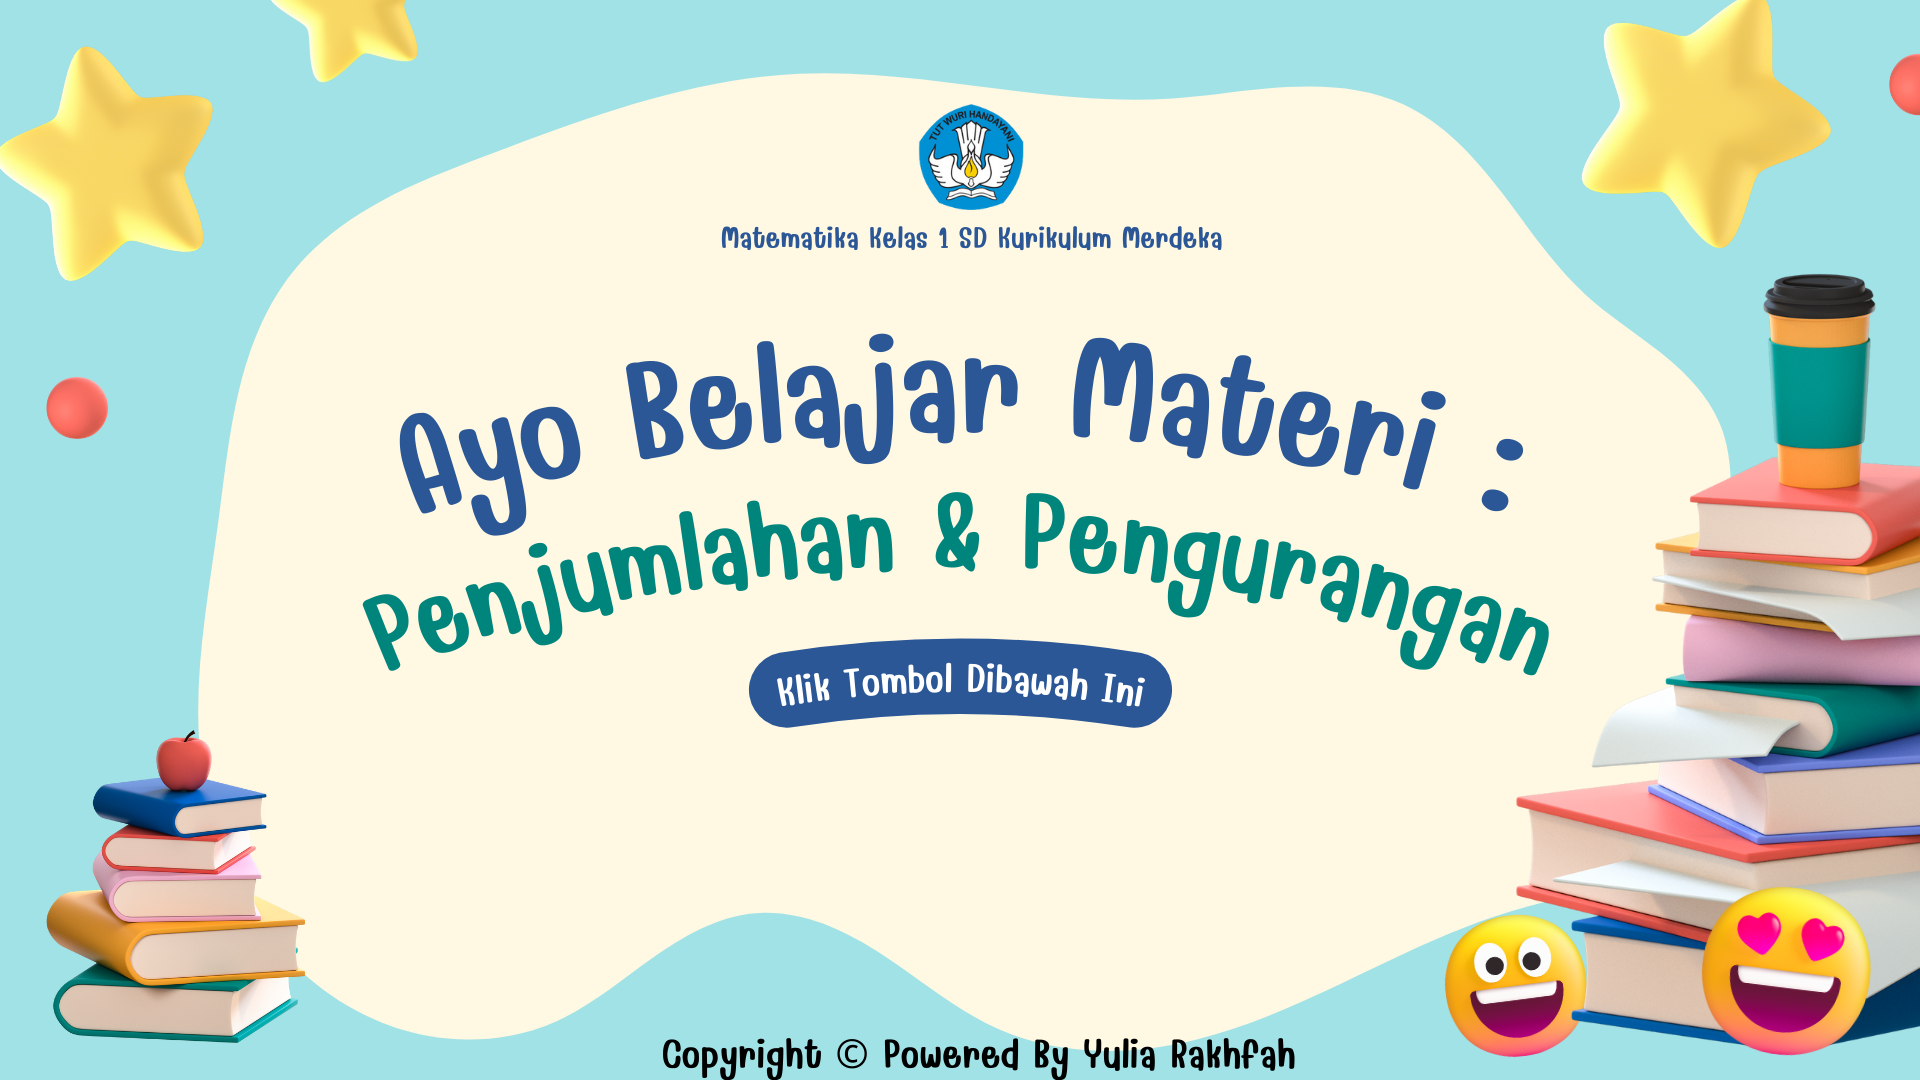 TUT WURI HANDAYANI
Matematika Kelas 1 SD Kurikulum Merdeka
Ayo Belajar Materi :
Penjumlahan & Pengurangan
Klik Tombol Dibawah Ini
Copyright © Powered By Yulia Rakhfah